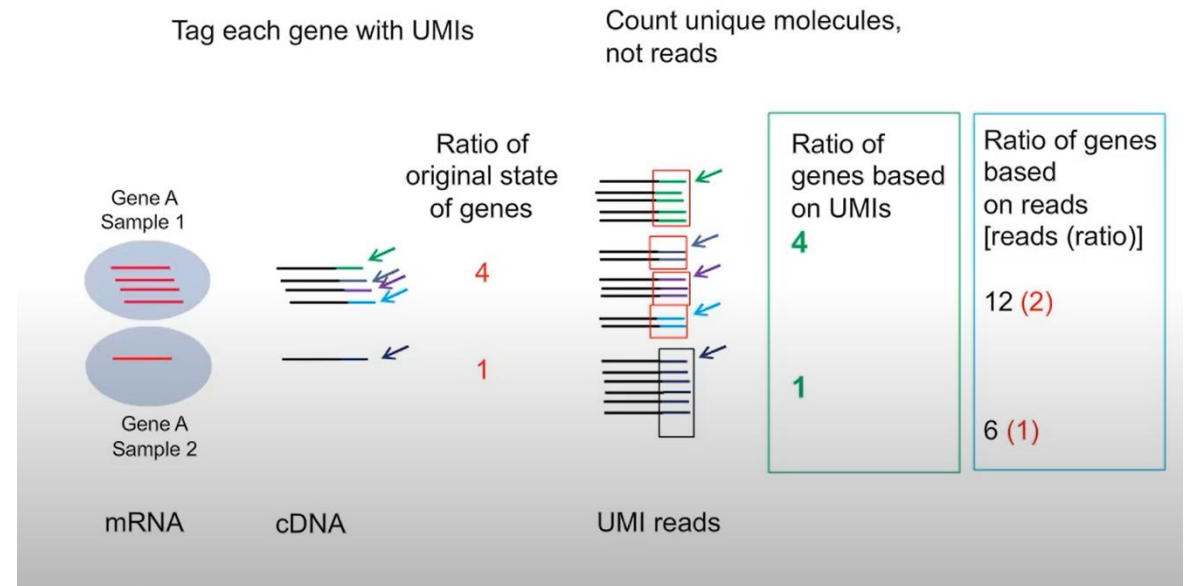 Tag each gene with UMIs
Count unique molecules,
not reads
Gene A
Sample 1
Ratio of
original state
of genes
4
1
Ratio of
genes based
on UMIs
4
1
Ratio of genes
based
on reads
[reads (ratio)]
12 (2)
6 (1)
Gene A
Sample 2
mRNA
cDNA
UMI reads